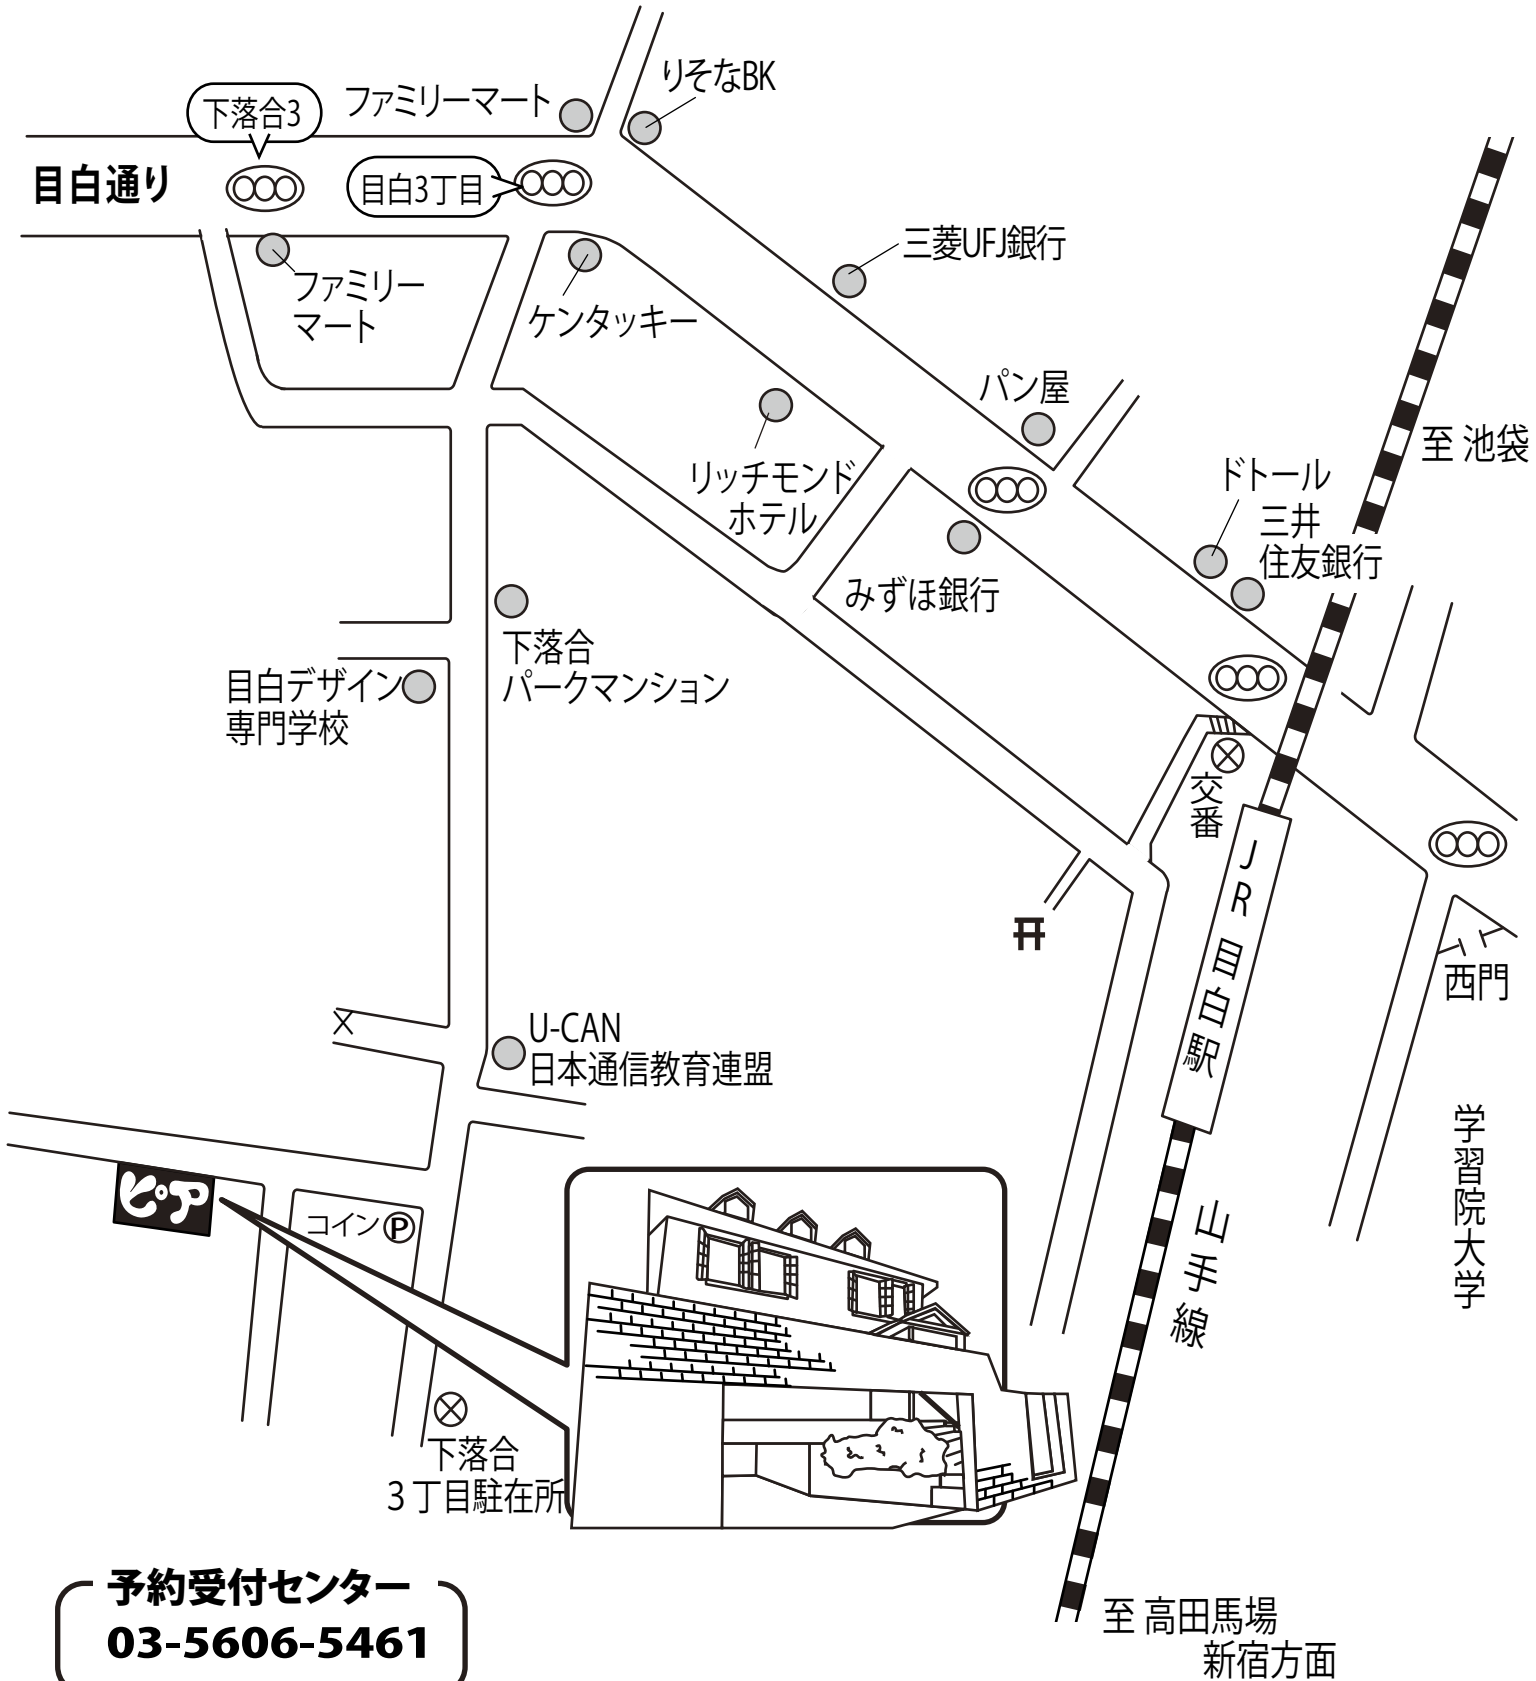 りそなBK
ファミリーマート
下落合3
目白通り
目白3丁目
ファミリー
マート
ケンタッキー
三菱UFJ銀行
パン屋
リッチモンド
ホテル
至 池袋
ドトール
三井
住友銀行
みずほ銀行
下落合
パークマンション
目白デザイン
専門学校
交番
JR 目白駅
西門
U-CAN
日本通信教育連盟
学習院大学
ピア
コインP
山手線
下落合
3丁目駐在所
予約受付センター
03-5606-5461
至 高田馬場
新宿方面